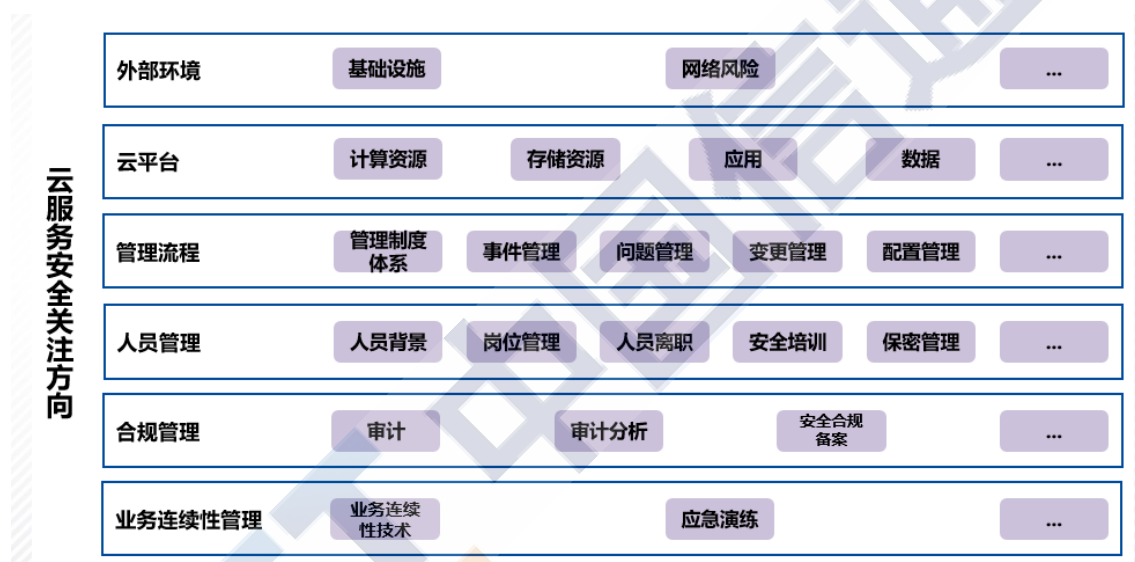 云服务安全关注方向
外部环境
基础设施
网络风险
...
云平台
计算资源
存储资源
应用
数据
...
管理流程
管理制度
体系
事件管理
问题管理
变更管理
配置管理
...
人员管理
人员背景
岗位管理
人员离职
安全培训
保密管理
...
合规管理
审计
审计分析
安全合规
备案
...
业务连续性管理
业务连续
性技术
应急演练
...
中国信通